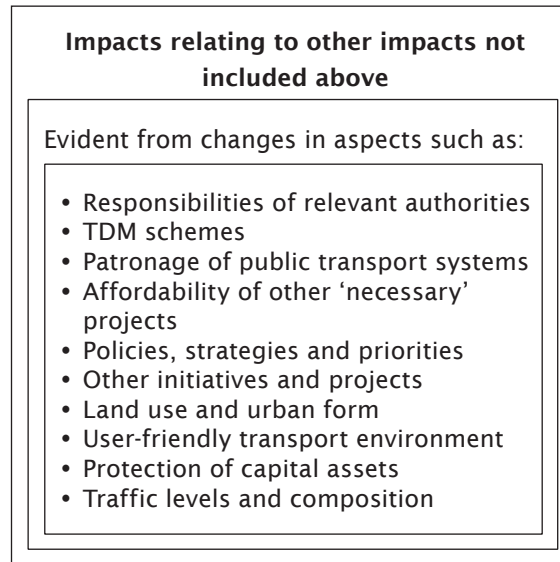 Impacts relating to other impacts not
included above
Evident from changes in aspects such as:
• Responsibilities of relevant authorities
• TDM schemes
• Patronage of public transport systems
• Affordability of other ‘necessary’
projects
• Policies, strategies and priorities
• Other initiatives and projects
• Land use and urban form
• User-friendly transport environment
• Protection of capital assets
• Traffic levels and composition